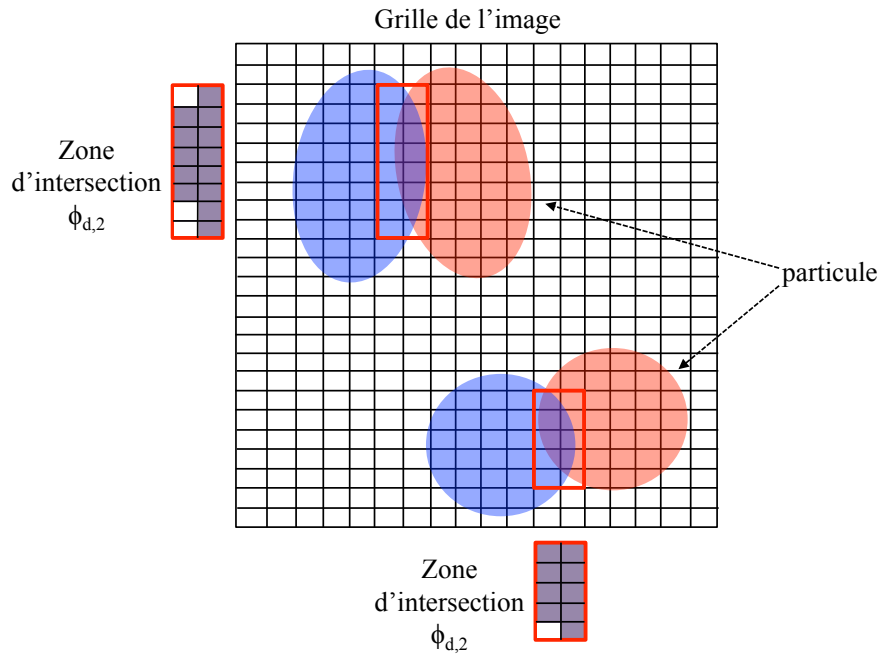 Grille de l'image
Zone
d'intersection
ϕd,2
particule
Zone
d'intersection
ϕd,2